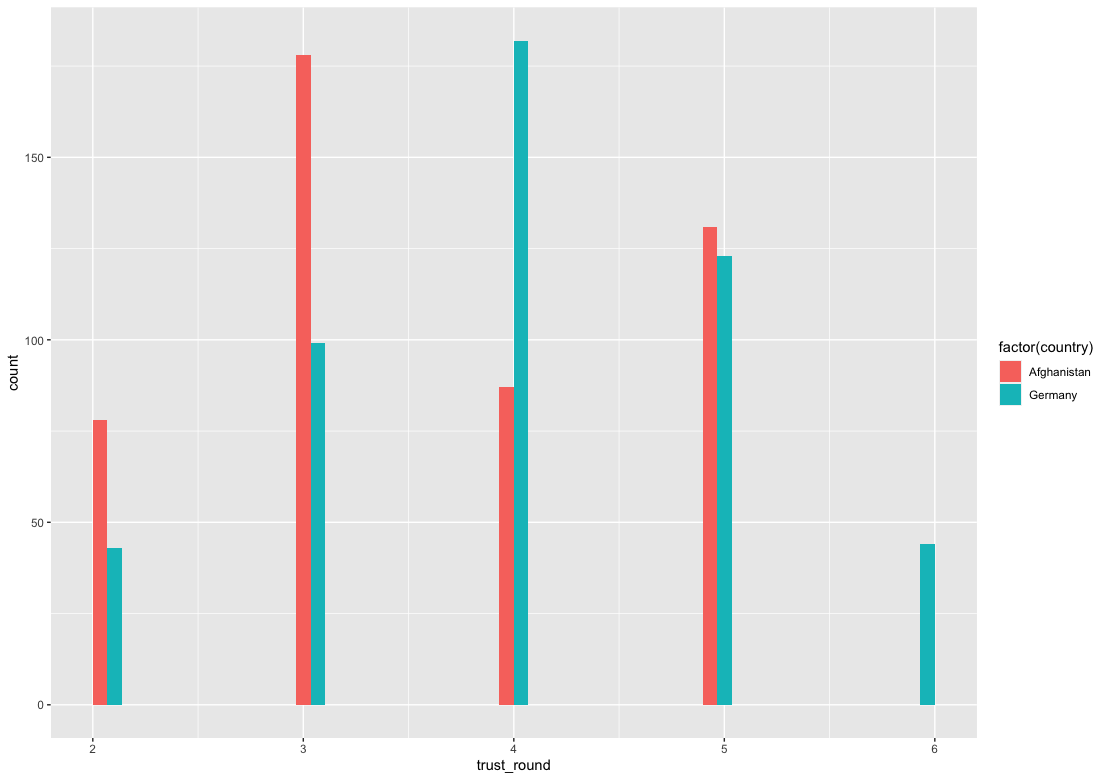 150
100
50
0
count
2 3 4 5 6
trust_round
factor(country)
Afghanistan
Germany